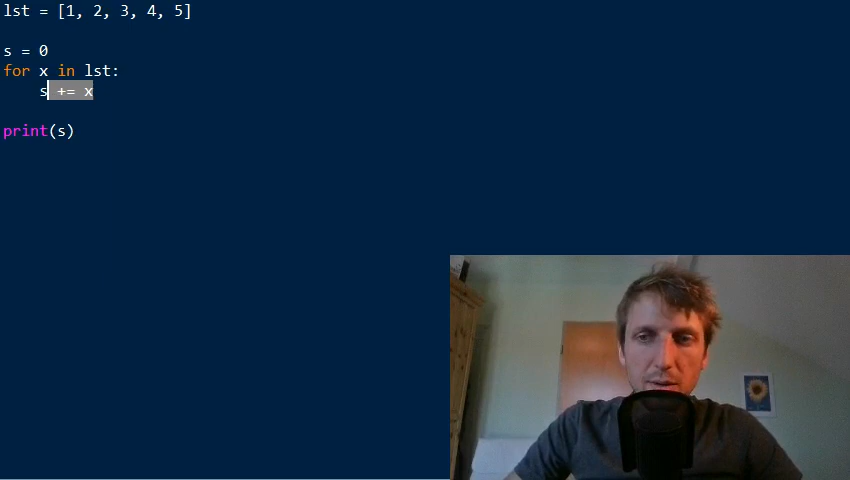 lst = [1, 2, 3, 4, 5]
s = 0
for x in lst:
    s += x
print(s)